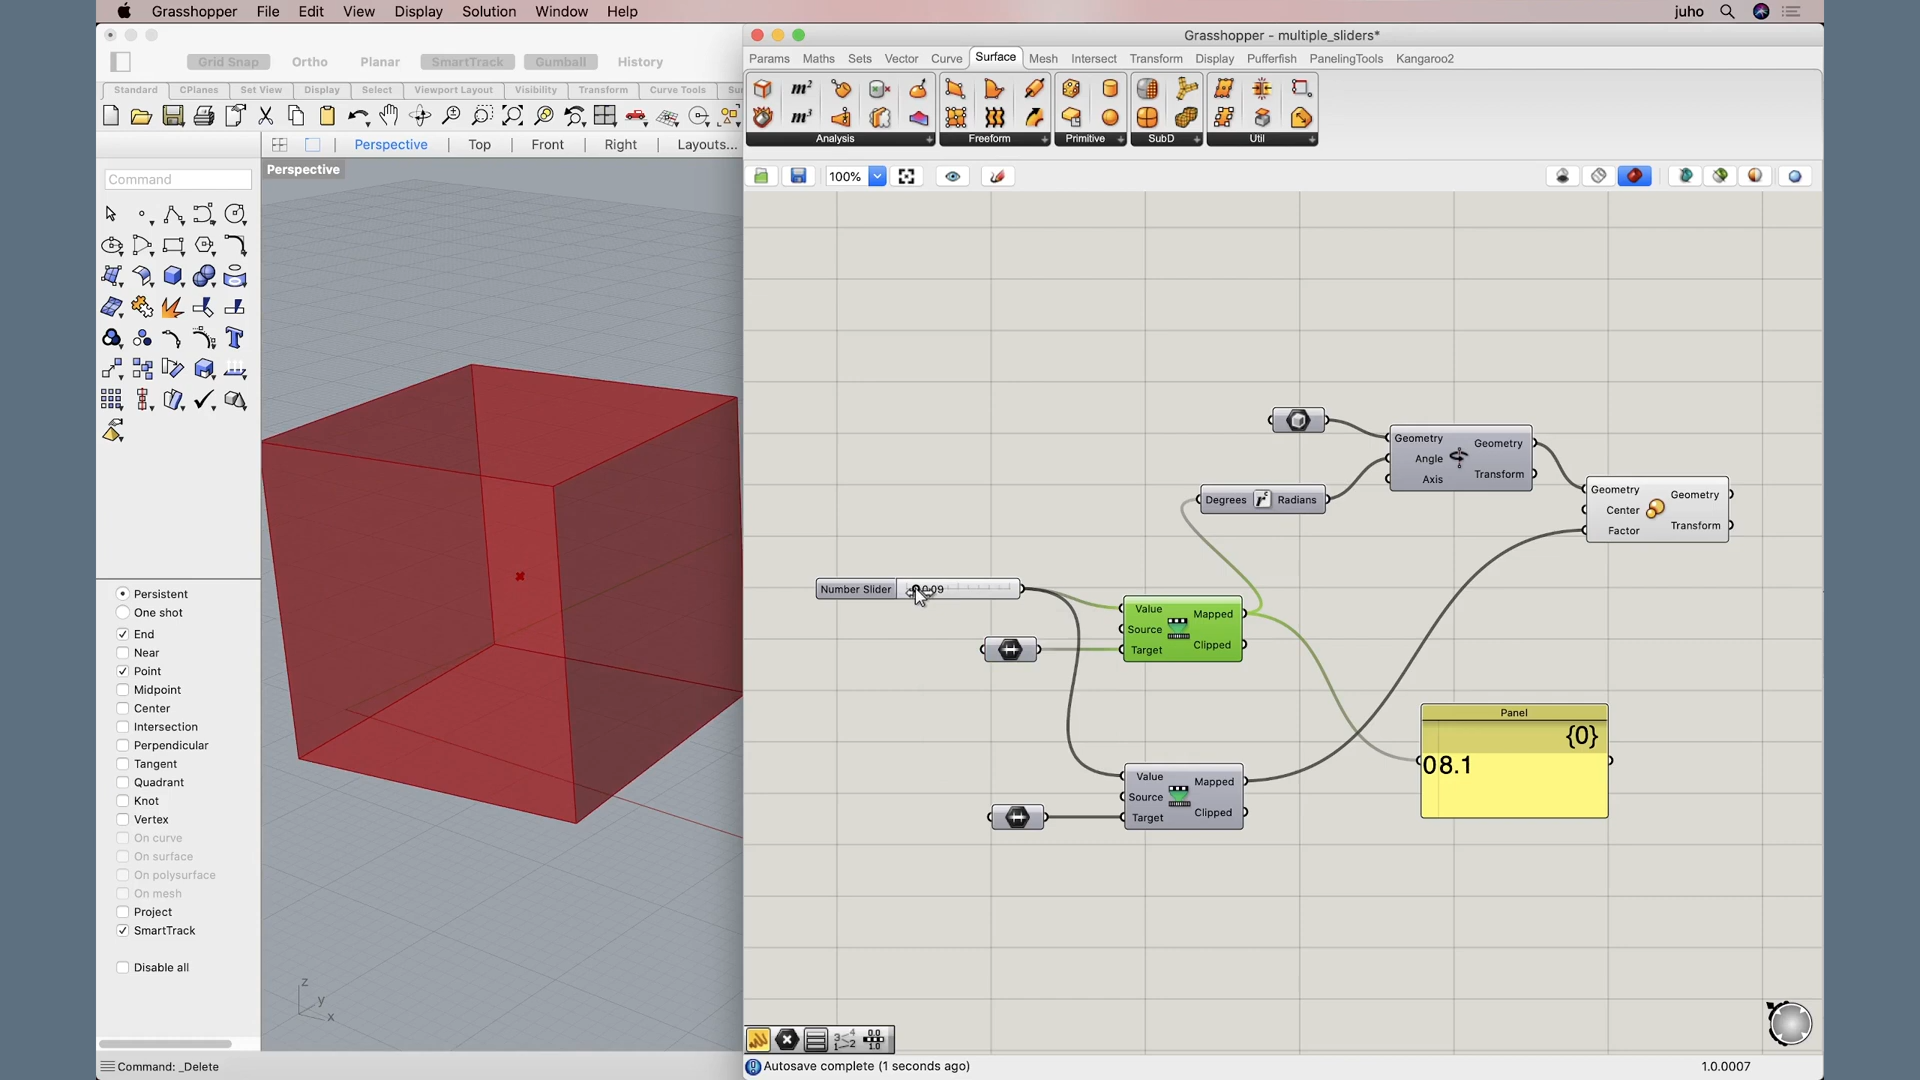 Grasshopper File Edit View Display Solution Window Help
juho
Grasshopper - multiple_sliders*
Grid Snap Ortho Planar SmartTrack Gumball History
Params Maths Sets Vector Curve Surface Mesh Intersect Transform Display Pufferfish PanelingTools Kangaroo2
Standard CPlanes Set View Display Select Viewport Layout Visibility Transform Curve Tools
m²
m³
Analysis Freeform Primitive SubD Util
Perspective Top Front Right Layouts...
Perspective
Command
100%
Geometry
Angle
Axis
Geometry
Transform
Degrees r Radians
Geometry
Center
Factor
Geometry
Transform
Number Slider
Value
Source
Target
Mapped
Clipped
Value
Source
Target
Mapped
Clipped
Panel
{0}
0 8.1
Persistent
One shot
End
Near
Point
Midpoint
Center
Intersection
Perpendicular
Tangent
Quadrant
Knot
Vertex
On curve
On surface
On polysurface
On mesh
Project
SmartTrack
Disable all
z
y
x
Command: _Delete
Autosave complete (1 seconds ago)
1.0.0007